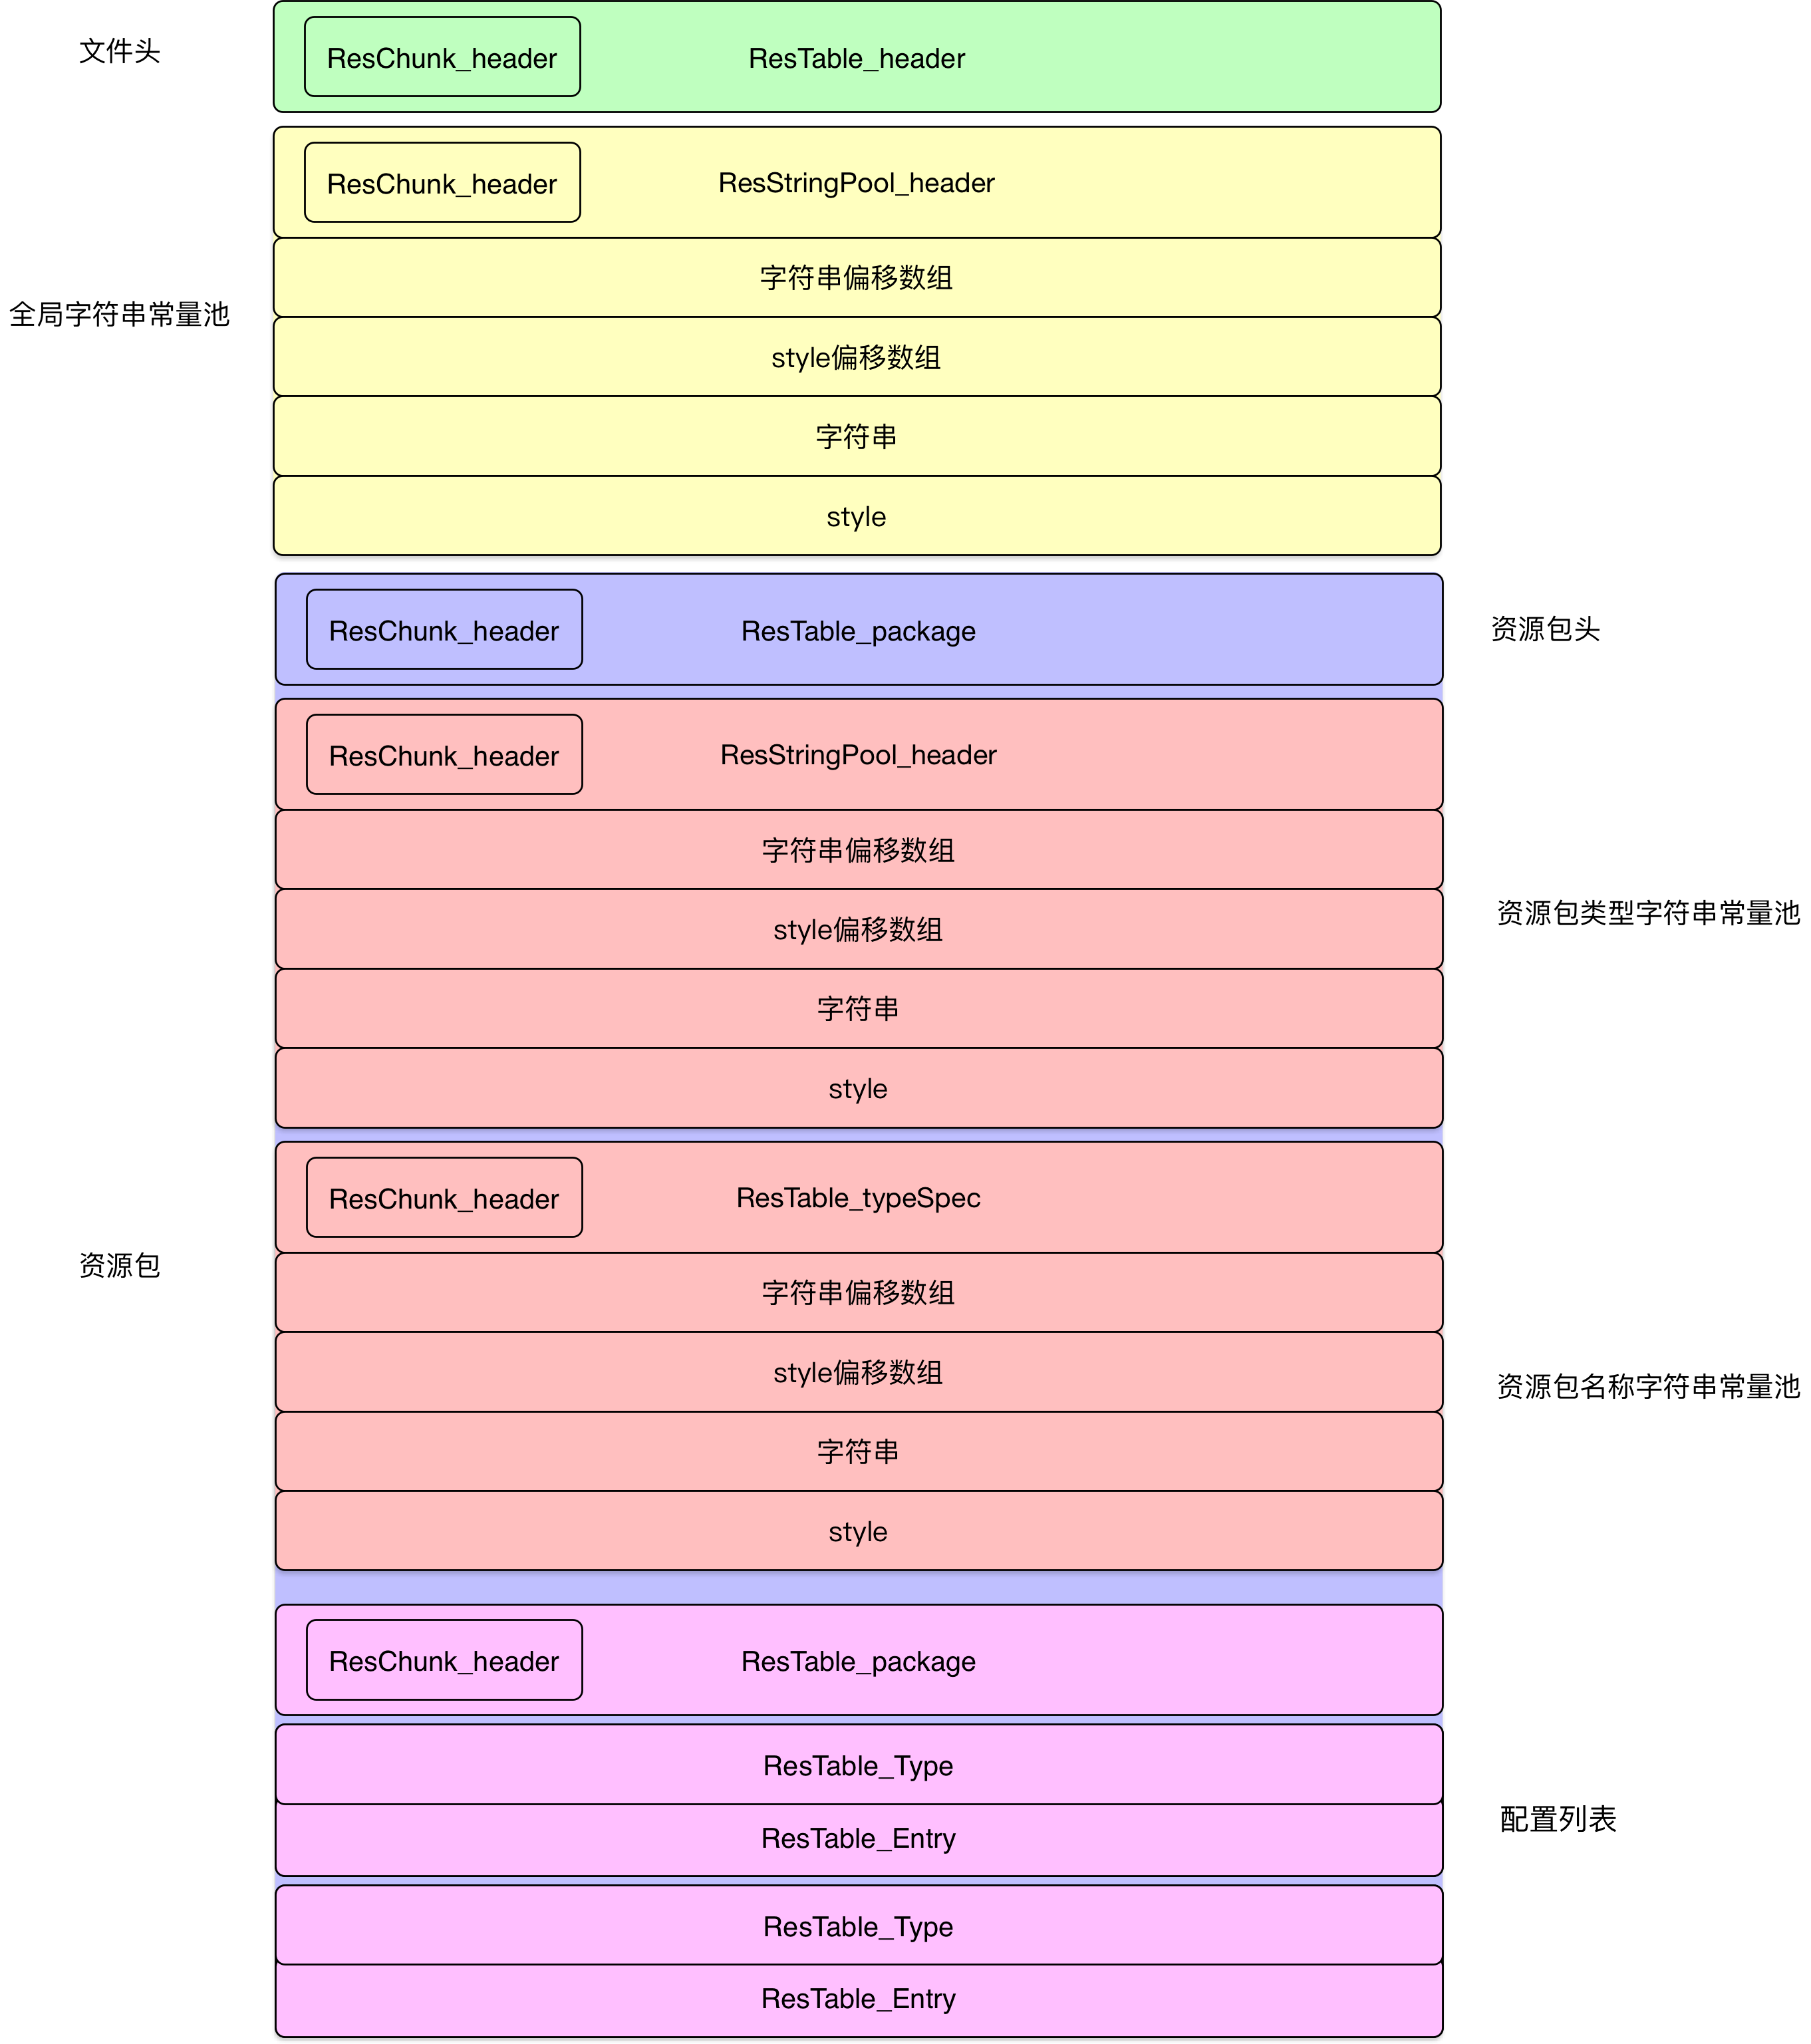 文件头
ResChunk_header
ResTable_header
全局字符串常量池
ResChunk_header
ResStringPool_header
字符串偏移数组
style偏移数组
字符串
style
资源包
ResChunk_header
ResTable_package
资源包头
ResChunk_header
ResStringPool_header
字符串偏移数组
style偏移数组
字符串
style
资源包类型字符串常量池
ResChunk_header
ResTable_typeSpec
字符串偏移数组
style偏移数组
字符串
style
资源包名称字符串常量池
ResChunk_header
ResTable_package
ResTable_Type
ResTable_Entry
ResTable_Type
ResTable_Entry
配置列表